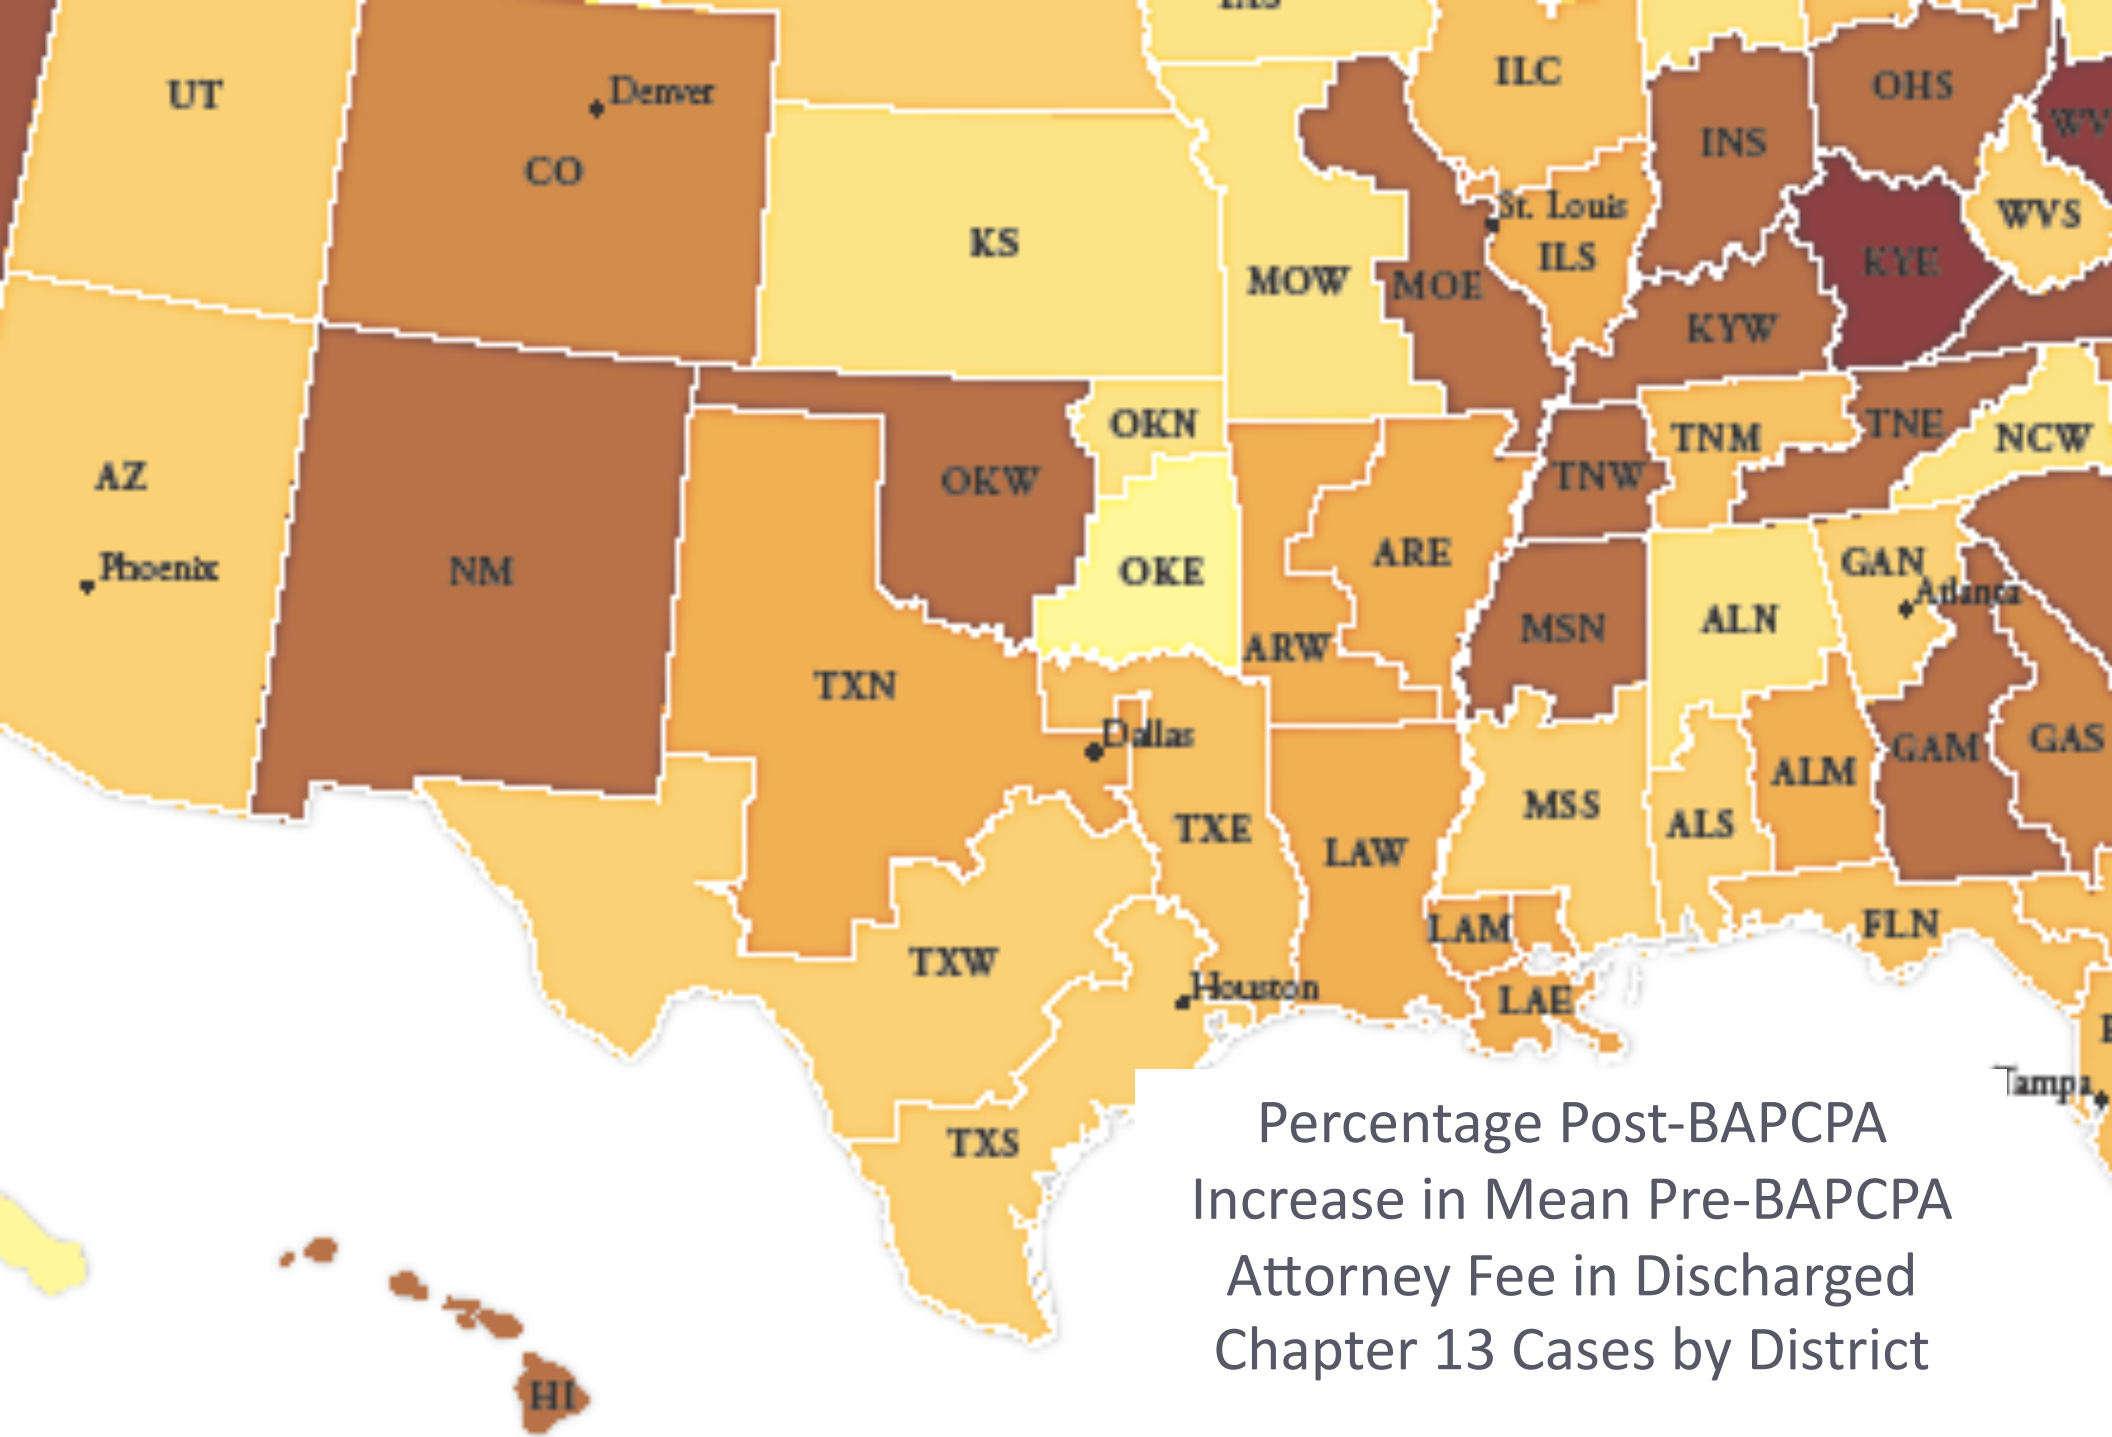 UT
Denver
CO
KS
MOW
MOE
ILC
St. Louis
ILS
INS
OHS
WV
WVS
KYE
KYW
AZ
Phoenix
NM
OKW
OKN
OKE
ARW
ARE
TNW
TNM
TNE
NCW
TXN
Dallas
TXE
TXW
Houston
TXS
LAW
LAM
LAE
MSN
MSS
ALN
ALS
ALM
GAN
Atlanta
GAM
GAS
FLN
Tampa
HI
Percentage Post-BAPCPA
Increase in Mean Pre-BAPCPA
Attorney Fee in Discharged
Chapter 13 Cases by District